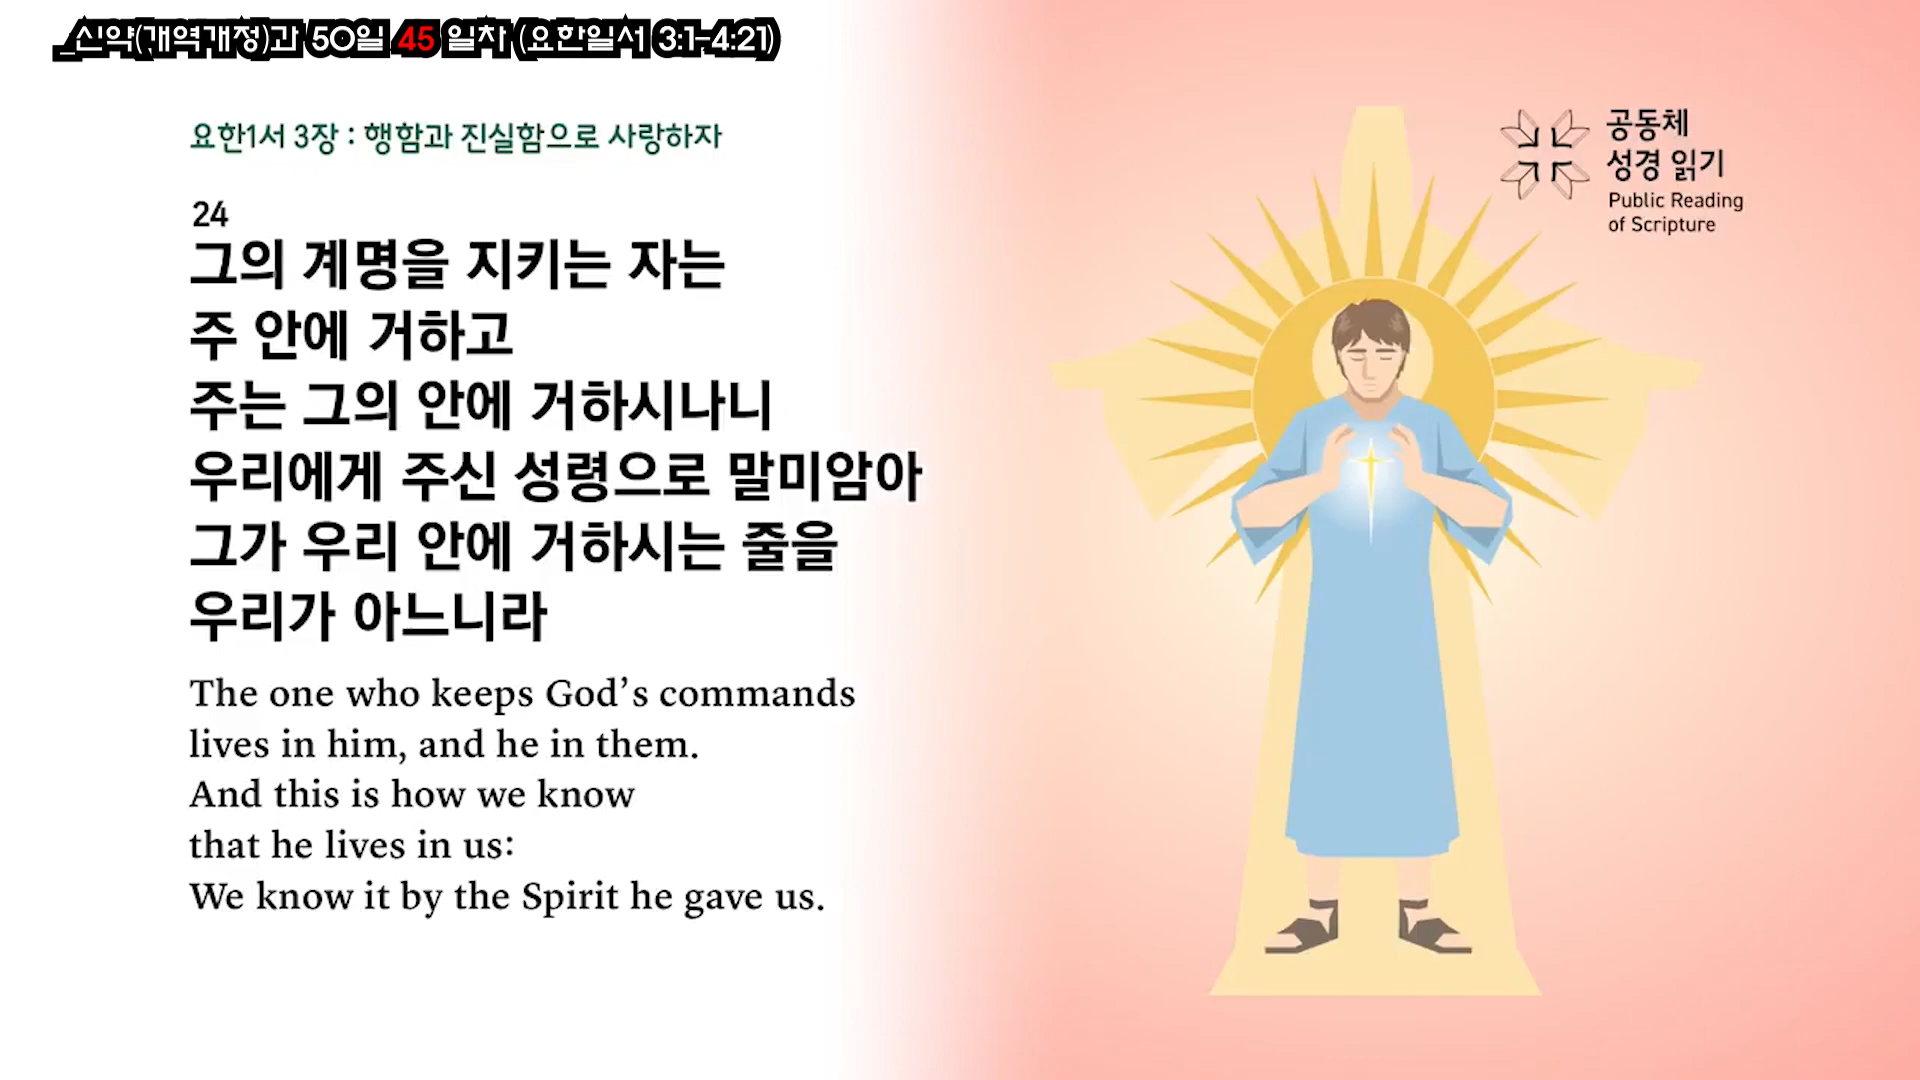 _신약(개역개정)과 50일 45 일차 (요한일서 3:1-4:21)
공동체
성경 읽기
Public Reading
of Scripture
요한1서 3장 : 행함과 진실함으로 사랑하자
24
그의 계명을 지키는 자는
주 안에 거하고
주는 그의 안에 거하시나니
우리에게 주신 성령으로 말미암아
그가 우리 안에 거하시는 줄을
우리가 아느니라
The one who keeps God’s commands
lives in him, and he in them.
And this is how we know
that he lives in us:
We know it by the Spirit he gave us.